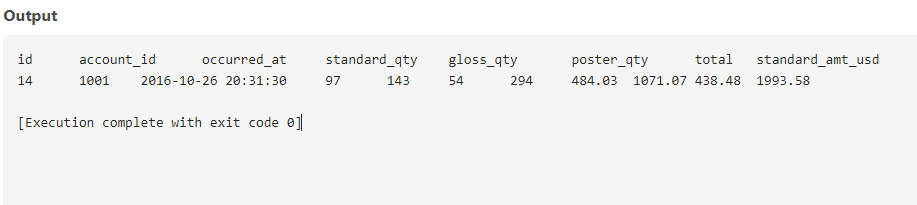 Output
id account_id occurred_at standard_qty gloss_qty poster_qty total standard_amt_usd
14 1001 2016-10-26 20:31:30 97 143 54 294 484.03 1071.07 438.48 1993.58
[Execution complete with exit code 0]